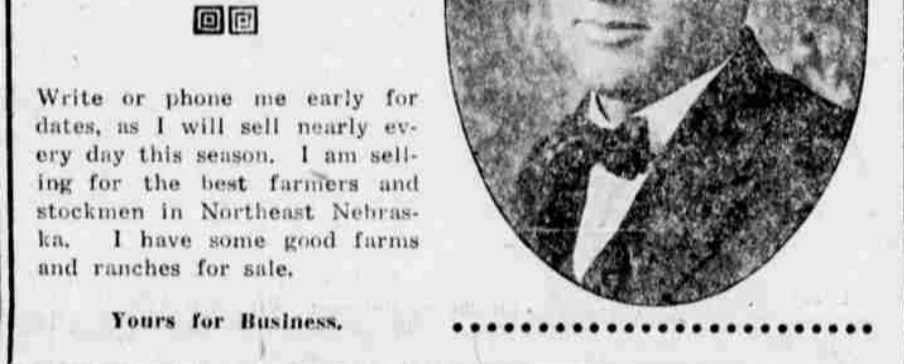 Write or phone me early for
dates, as I will sell nearly ev-
ery day this season. I am sell-
ing for the best farmers and
stockmen in Northeast Nebras-
ka. I have some good farms
and ranches for sale.
Yours for Business.